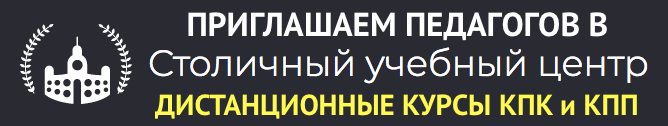 ПРИГЛАШАЕМ ПЕДАГОГОВ В
Столичный учебный центр
ДИСТАНЦИОННЫЕ КУРСЫ КПК и КПП